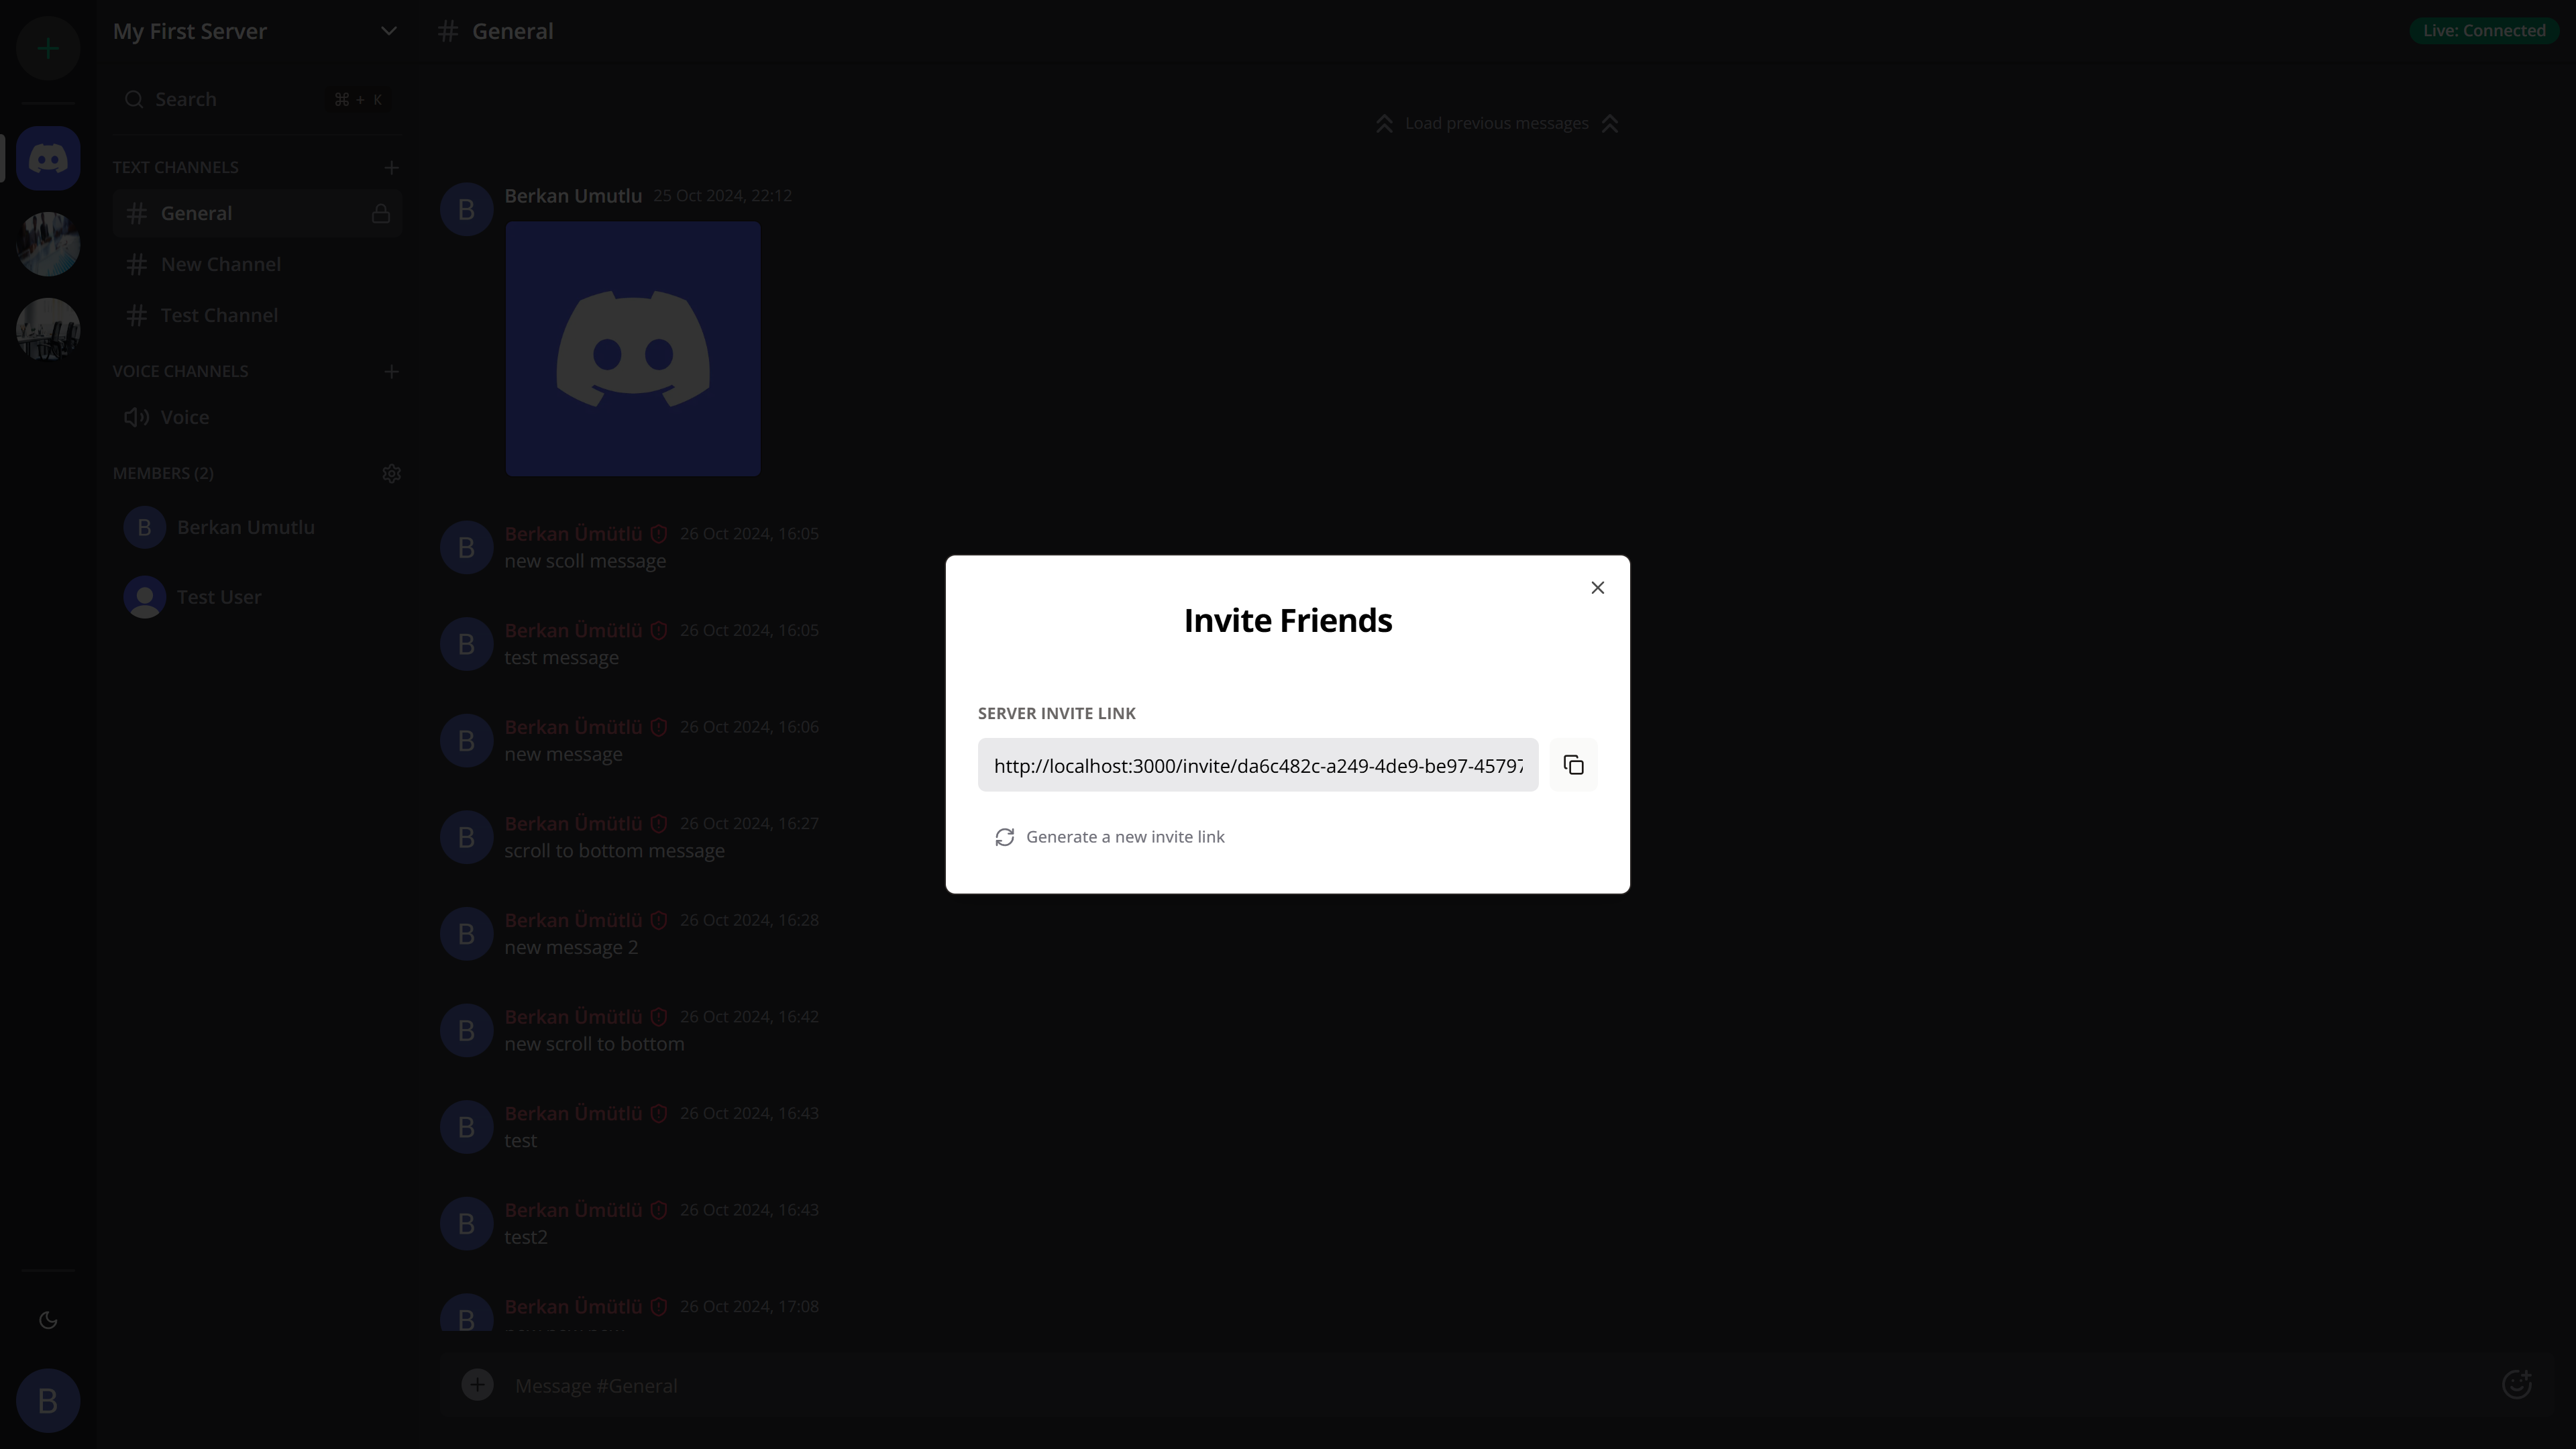 My First Server
Search
⌘ + K
TEXT CHANNELS
General
New Channel
Test Channel
VOICE CHANNELS
Voice
MEMBERS (2)
B
Berkan Umutlu
Test User
B
# General
Live: Connected
Load previous messages
B
Berkan Umutlu 25 Oct 2024, 22:12
B
Berkan Ümütlü 26 Oct 2024, 16:05
new scoll message
B
Berkan Ümütlü 26 Oct 2024, 16:05
test message
B
Berkan Ümütlü 26 Oct 2024, 16:06
new message
B
Berkan Ümütlü 26 Oct 2024, 16:27
scroll to bottom message
B
Berkan Ümütlü 26 Oct 2024, 16:28
new message 2
B
Berkan Ümütlü 26 Oct 2024, 16:42
new scroll to bottom
B
Berkan Ümütlü 26 Oct 2024, 16:43
test
B
Berkan Ümütlü 26 Oct 2024, 16:43
test2
B
Berkan Ümütlü 26 Oct 2024, 17:08
Message #General
Invite Friends
SERVER INVITE LINK
http://localhost:3000/invite/da6c482c-a249-4de9-be97-45797
Generate a new invite link